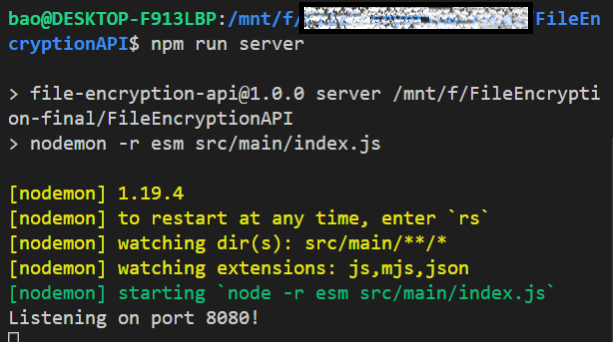 bao@DESKTOP-F913LBP:/mnt/f/ /FileEn
cryptionAPI$ npm run server
> file-encryption-api@1.0.0 server /mnt/f/FileEncrypti
on-final/FileEncryptionAPI
> nodemon -r esm src/main/index.js
[nodemon] 1.19.4
[nodemon] to restart at any time, enter `rs`
[nodemon] watching dir(s): src/main/**/*
[nodemon] watching extensions: js,mjs,json
[nodemon] starting `node -r esm src/main/index.js`
Listening on port 8080!